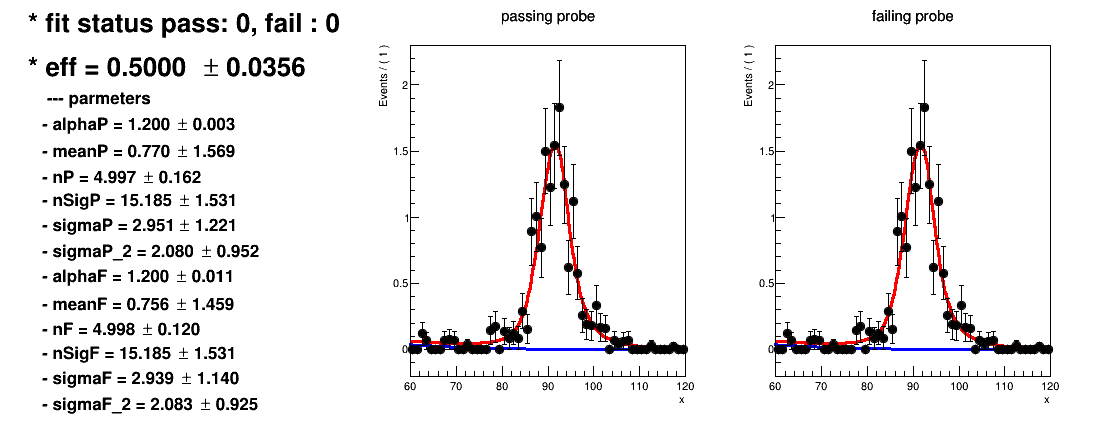 * fit status pass: 0, fail : 0
* eff = 0.5000 ± 0.0356
--- parmeters
- alphaP = 1.200 ± 0.003
- meanP = 0.770 ± 1.569
- nP = 4.997 ± 0.162
- nSigP = 15.185 ± 1.531
- sigmaP = 2.951 ± 1.221
- sigmaP_2 = 2.080 ± 0.952
- alphaF = 1.200 ± 0.011
- meanF = 0.756 ± 1.459
- nF = 4.998 ± 0.120
- nSigF = 15.185 ± 1.531
- sigmaF = 2.939 ± 1.140
- sigmaF_2 = 2.083 ± 0.925
passing probe
Events / ( 1 )
2
1.5
1
0.5
0
60 70 80 90 100 110 120
x
failing probe
Events / ( 1 )
2
1.5
1
0.5
0
60 70 80 90 100 110 120
x